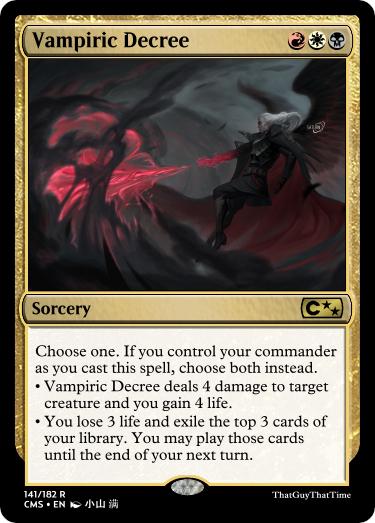 Vampiric Decree
Sorcery
Choose one. If you control your commander
as you cast this spell, choose both instead.
• Vampiric Decree deals 4 damage to target
creature and you gain 4 life.
• You lose 3 life and exile the top 3 cards of
your library. You may play those cards
until the end of your next turn.
141/182 R
CMS • EN 小山 满
ThatGuyThatTime